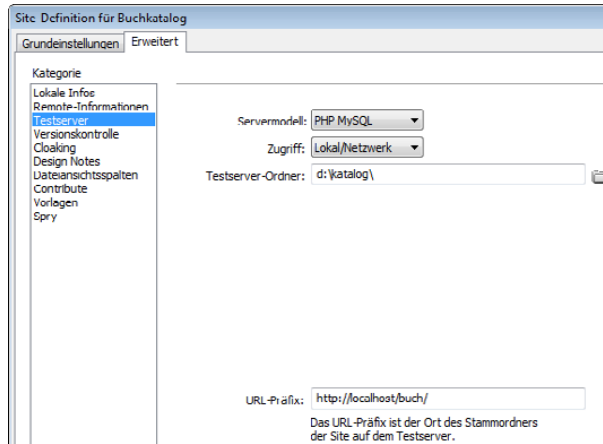 Site-Definition für Buchkatalog
Grundeinstellungen
Erweitert
Kategorie
Lokale Infos
Remote-Informationen
Testserver
Versionskontrolle
Cloaking
Design Notes
Dateiansichtsspalten
Contribute
Vorlagen
Spry
Servermodell: PHP MySQL
Zugriff: Lokal/Netzwerk
Testserver-Ordner: d:\katalog\
URL-Präfix: http://localhost/buch/
Das URL-Präfix ist der Ort des Stammordners
der Site auf dem Testserver.